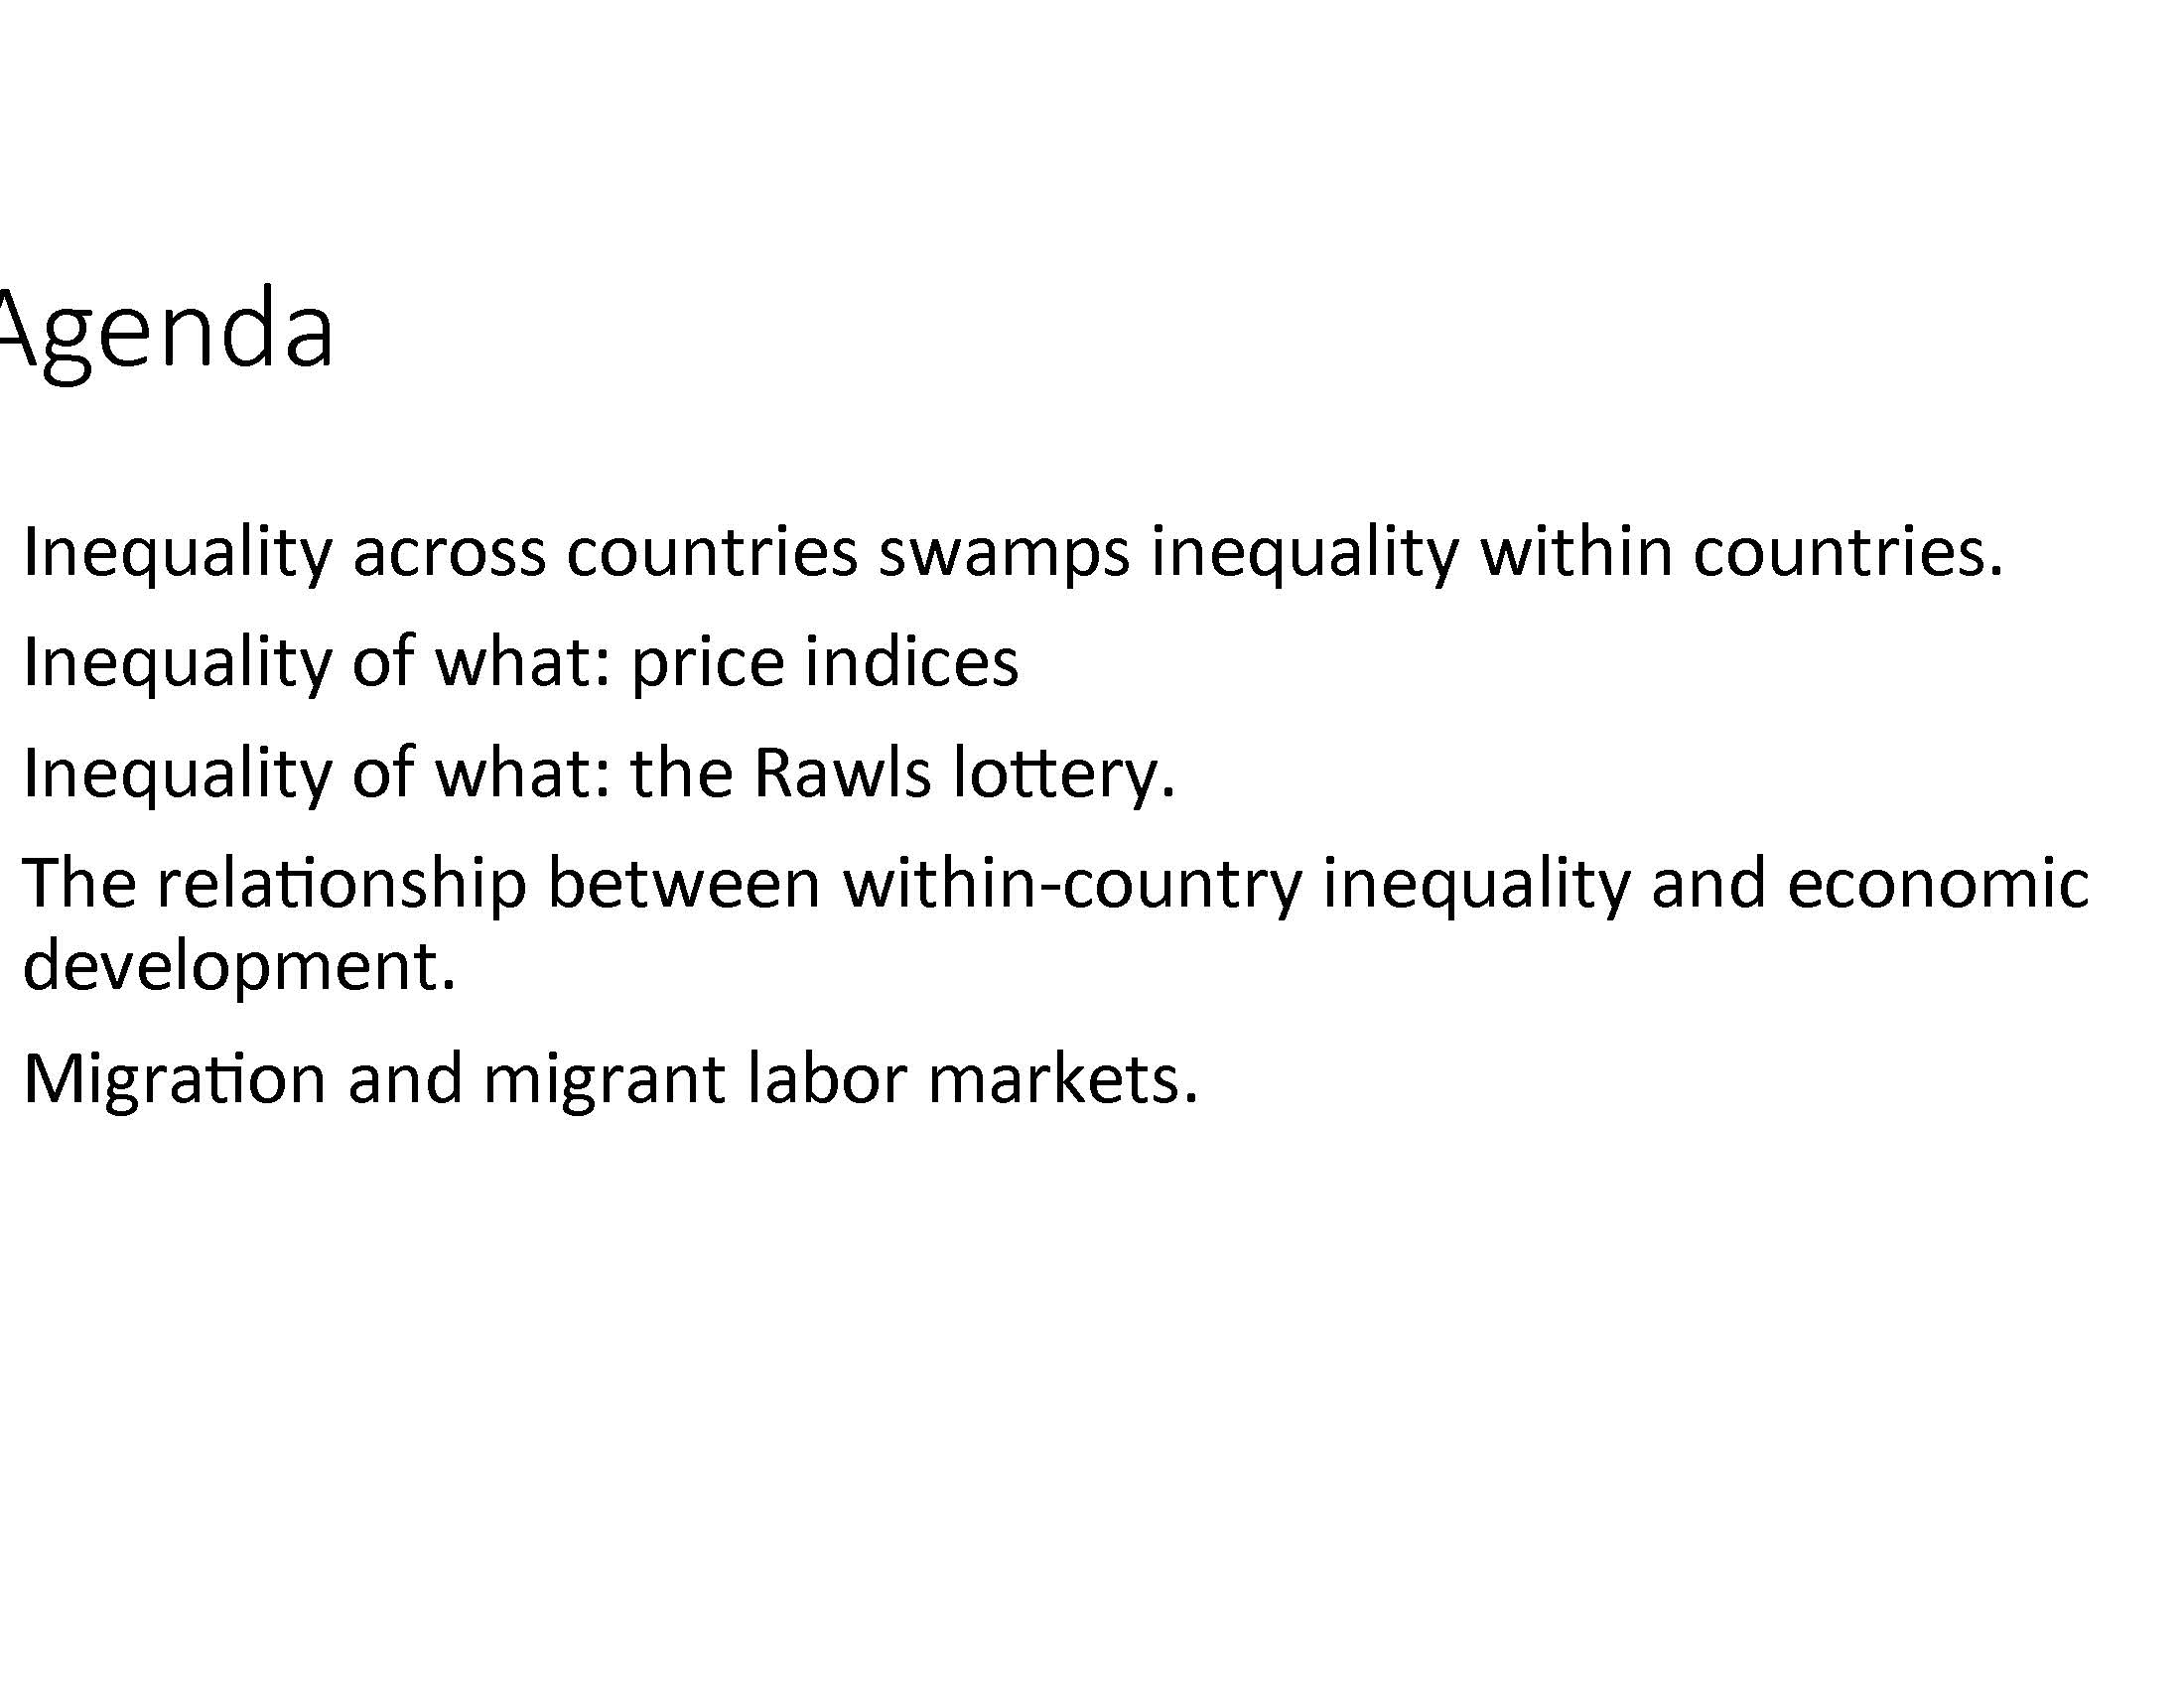 Agenda
Inequality across countries swamps inequality within countries.
Inequality of what: price indices
Inequality of what: the Rawls lottery.
The relationship between within-country inequality and economic
development.
Migration and migrant labor markets.